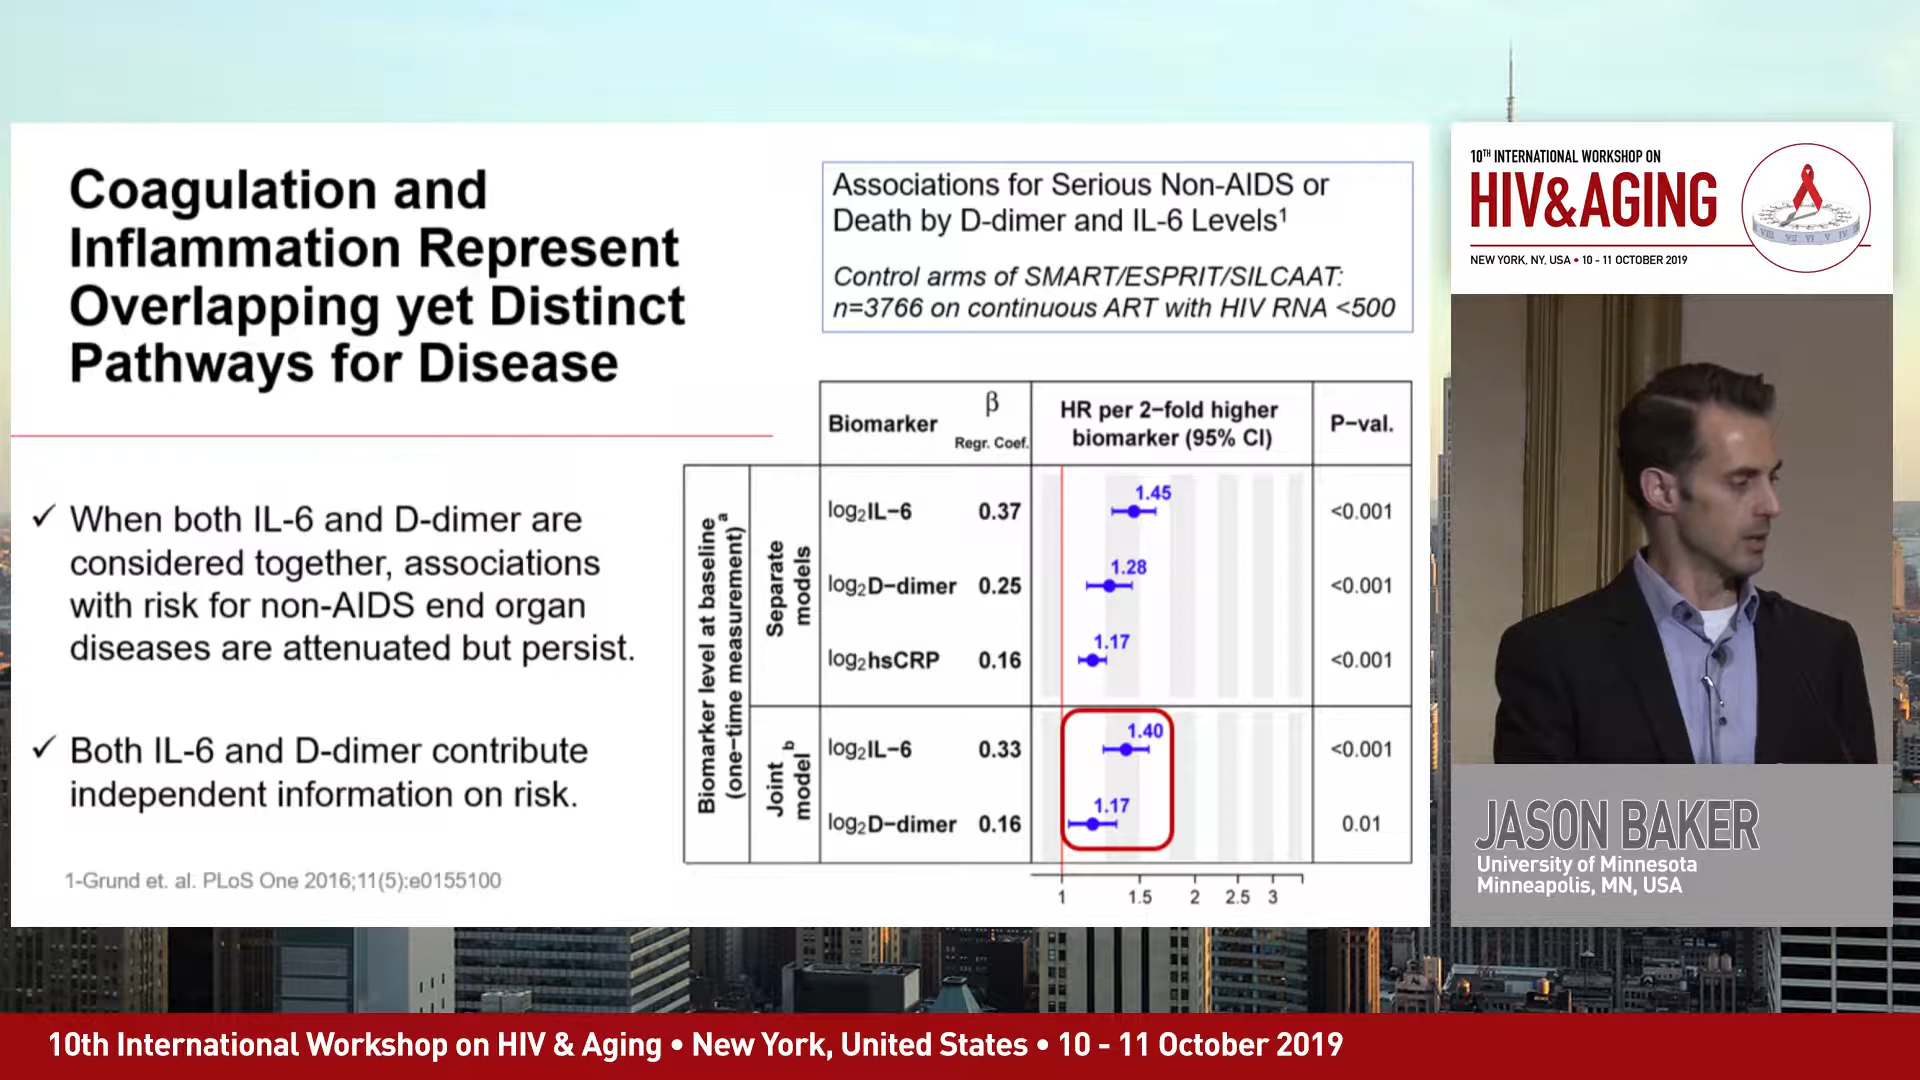 Coagulation and
Inflammation Represent
Overlapping yet Distinct
Pathways for Disease
✓ When both IL-6 and D-dimer are
considered together, associations
with risk for non-AIDS end organ
diseases are attenuated but persist.
✓ Both IL-6 and D-dimer contribute
independent information on risk.
1-Grund et. al. PLoS One 2016;11(5):e0155100
Associations for Serious Non-AIDS or
Death by D-dimer and IL-6 Levels¹
Control arms of SMART/ESPRIT/SILCAAT:
n=3766 on continuous ART with HIV RNA <500
Biomarker β Regr. Coef. HR per 2−fold higher biomarker (95% CI) P−val.
Biomarker level at baseline
(one−time measurement)ᵃ
Separate
models
log₂IL−6 0.37 1.45 <0.001
log₂D−dimer 0.25 1.28 <0.001
log₂hsCRP 0.16 1.17 <0.001
Joint
modelᵇ
log₂IL−6 0.33 1.40 <0.001
log₂D−dimer 0.16 1.17 0.01
1 1.5 2 2.5 3
10TH INTERNATIONAL WORKSHOP ON
HIV&AGING
NEW YORK, NY, USA • 10 - 11 OCTOBER 2019
JASON BAKER
University of Minnesota
Minneapolis, MN, USA
10th International Workshop on HIV & Aging • New York, United States • 10 - 11 October 2019